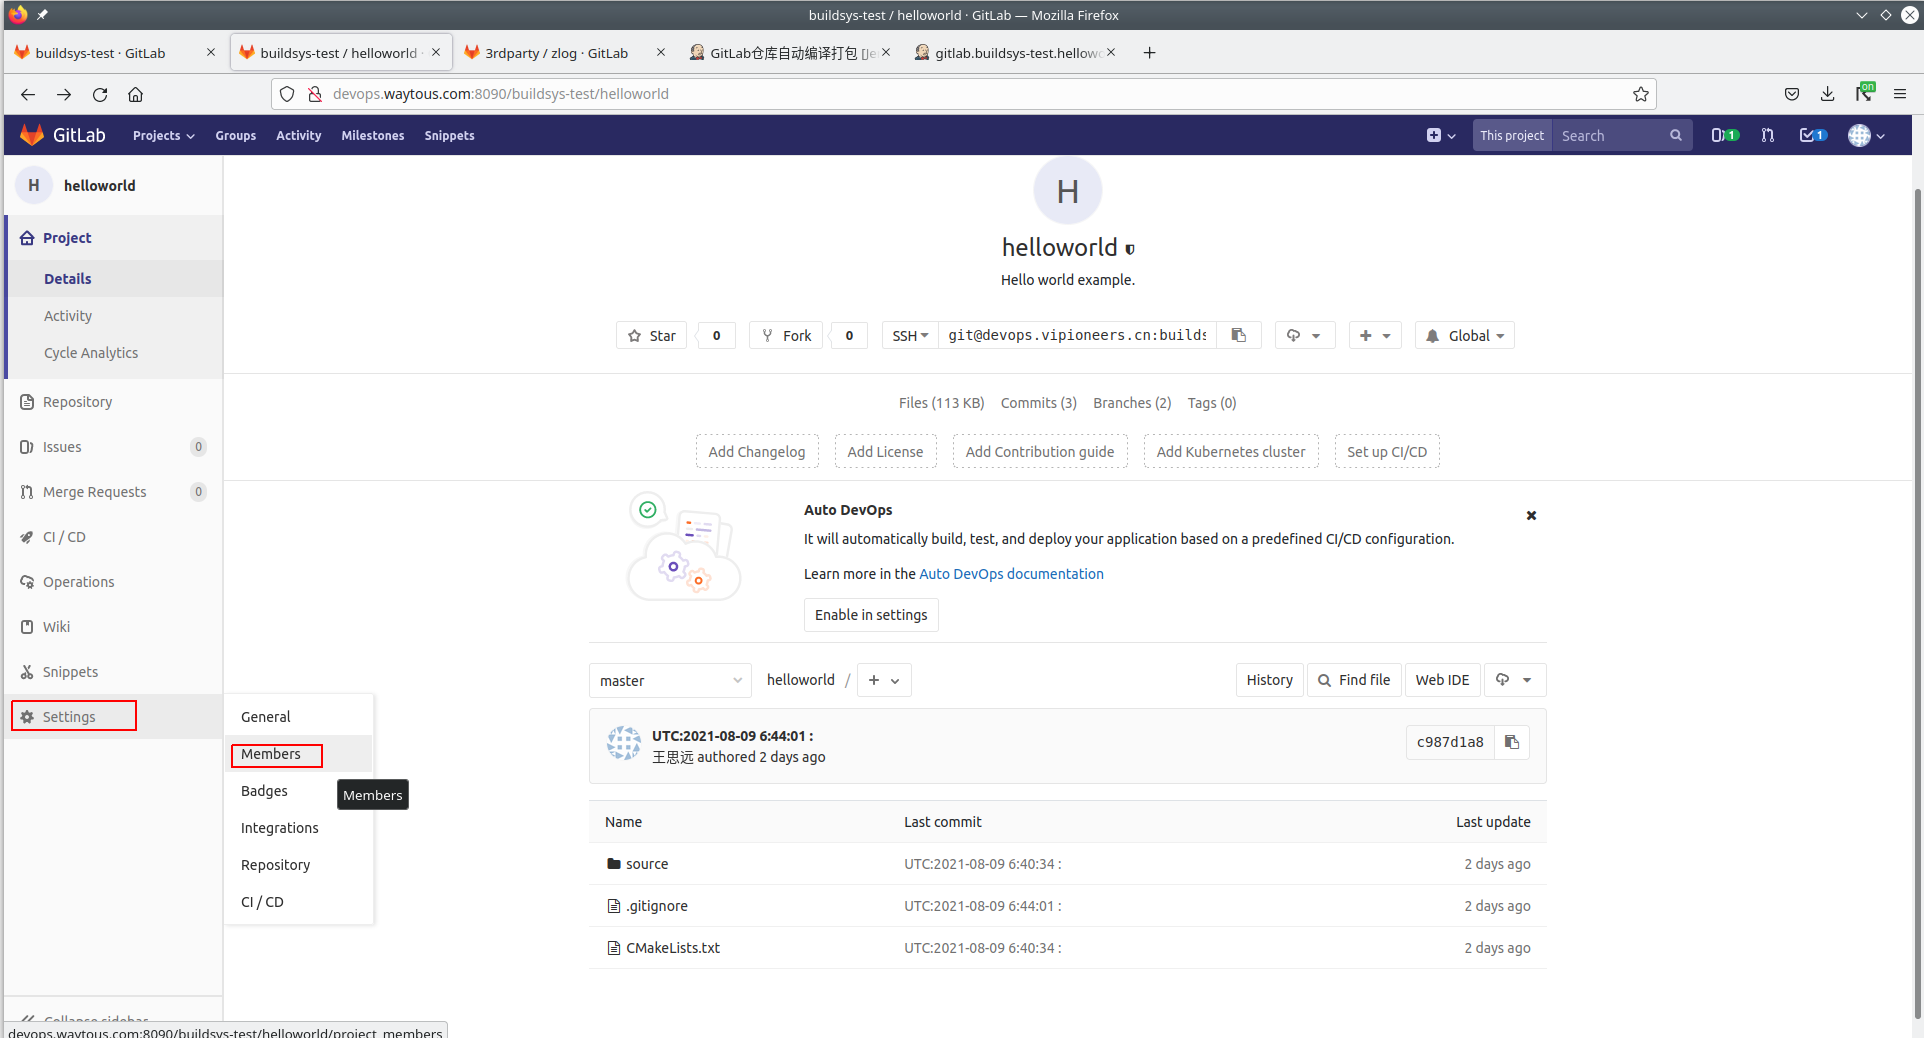 buildsys-test / helloworld · GitLab — Mozilla Firefox
buildsys-test · GitLab
buildsys-test / helloworld ·
3rdparty / zlog · GitLab
GitLab仓库自动编译打包 [Je
gitlab.buildsys-test.hellow
devops.waytous.com:8090/buildsys-test/helloworld
on
GitLab
Projects
Groups
Activity
Milestones
Snippets
This project
Search
1
1
H
helloworld
Project
Details
Activity
Cycle Analytics
Repository
Issues
0
Merge Requests
0
CI / CD
Operations
Wiki
Snippets
Settings
Collapse sidebar
General
Members
Badges
Integrations
Repository
CI / CD
Members
H
helloworld
Hello world example.
Star
0
Fork
0
SSH
git@devops.vipioneers.cn:builds
Global
Files (113 KB)
Commits (3)
Branches (2)
Tags (0)
Add Changelog
Add License
Add Contribution guide
Add Kubernetes cluster
Set up CI/CD
Auto DevOps
It will automatically build, test, and deploy your application based on a predefined CI/CD configuration.
Learn more in the Auto DevOps documentation
Enable in settings
master
helloworld /
History
Find file
Web IDE
UTC:2021-08-09 6:44:01 :
王思远 authored 2 days ago
c987d1a8
Name
Last commit
Last update
source
UTC:2021-08-09 6:40:34 :
2 days ago
.gitignore
UTC:2021-08-09 6:44:01 :
2 days ago
CMakeLists.txt
UTC:2021-08-09 6:40:34 :
2 days ago
devops.waytous.com:8090/buildsys-test/helloworld/project_members